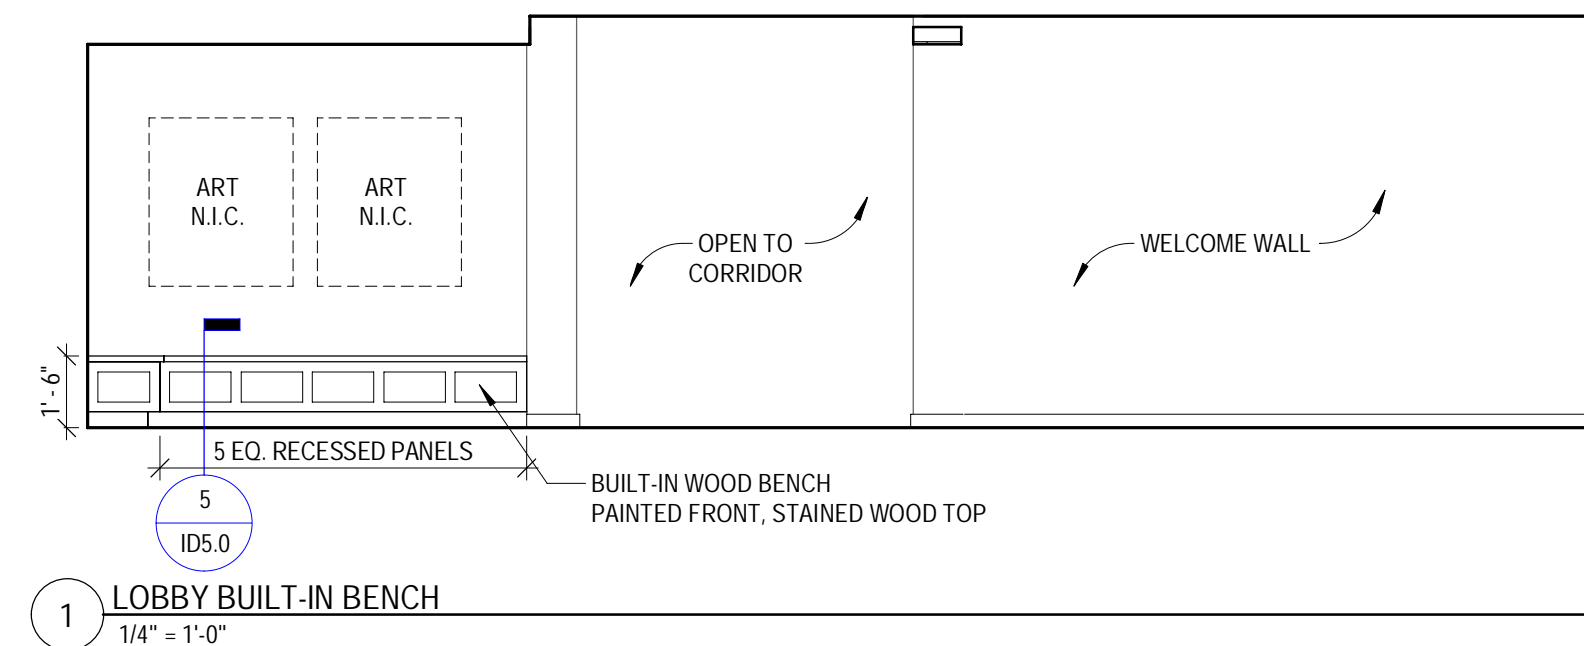 ART
N.I.C.
ART
N.I.C.
OPEN TO
CORRIDOR
WELCOME WALL
1' - 6"
5 EQ. RECESSED PANELS
BUILT-IN WOOD BENCH
PAINTED FRONT, STAINED WOOD TOP
5
ID5.0
1
LOBBY BUILT-IN BENCH
1/4" = 1'-0"